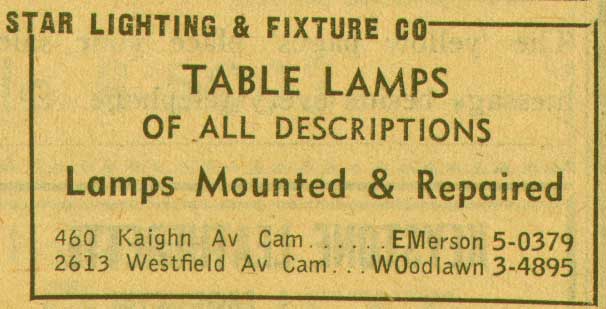 STAR LIGHTING & FIXTURE CO
TABLE LAMPS
OF ALL DESCRIPTIONS
Lamps Mounted & Repaired
460 Kaighn Av Cam......EMerson 5-0379
2613 Westfield Av Cam...WOodlawn 3-4895